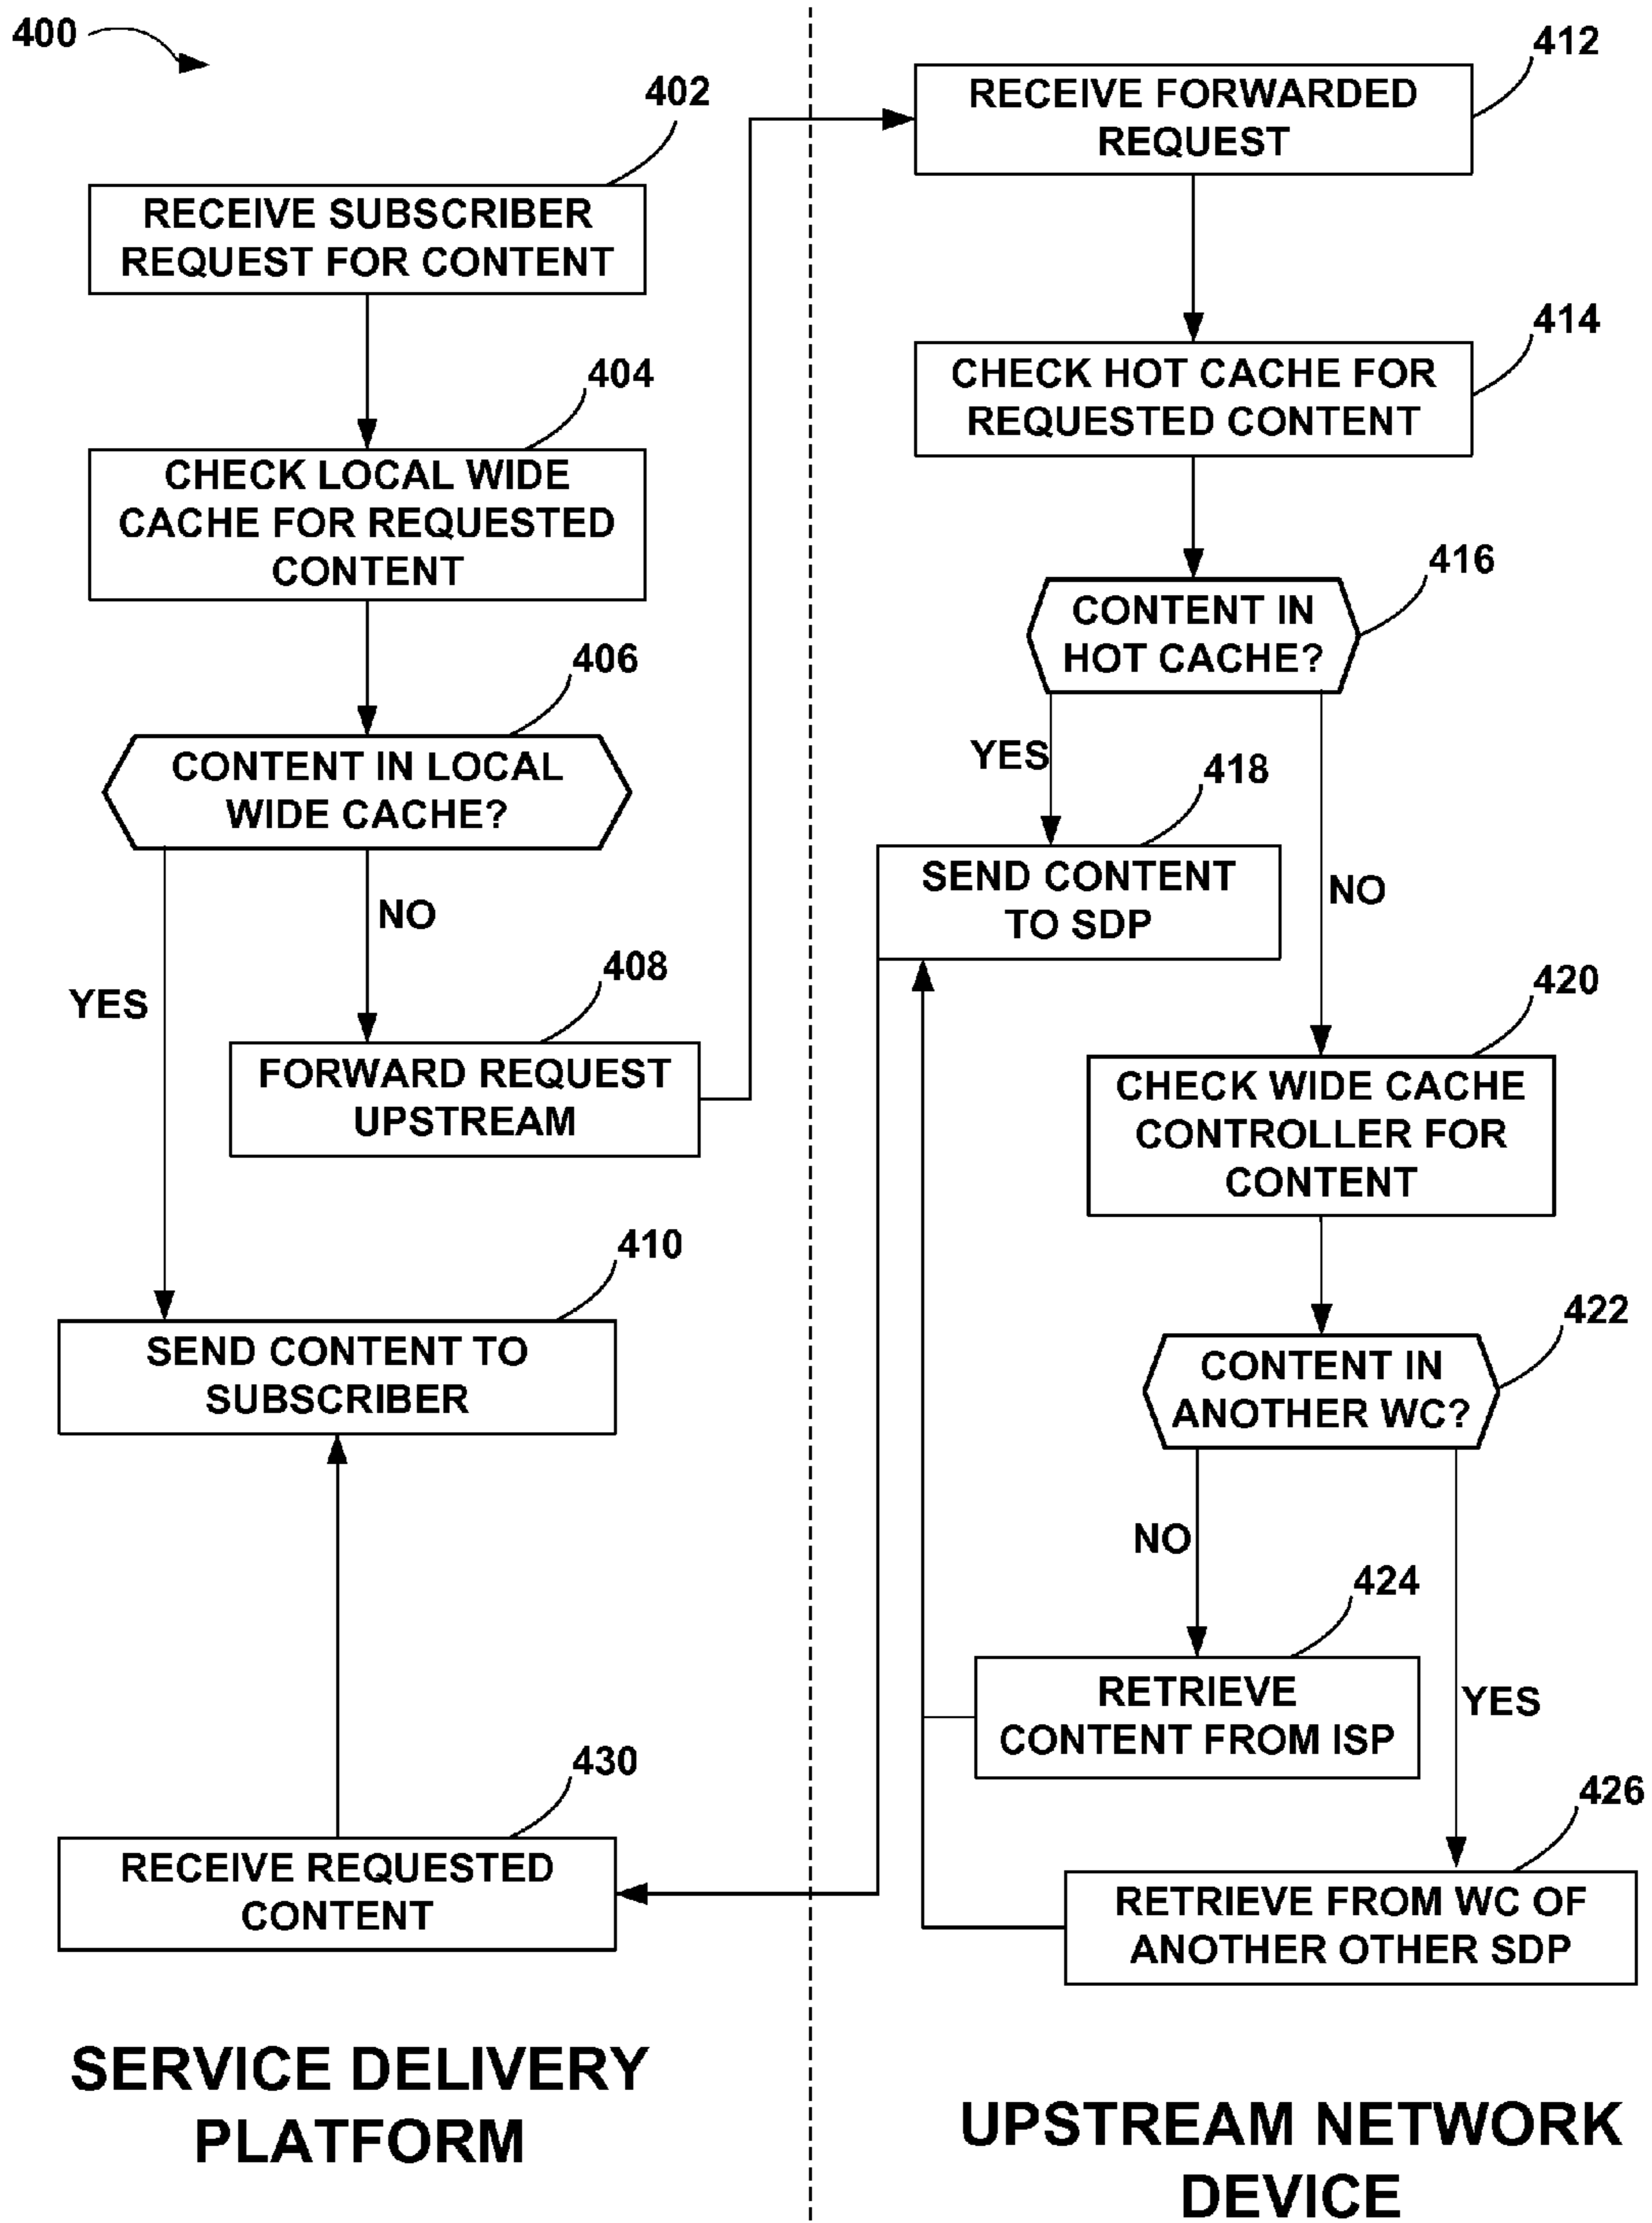 400
402
RECEIVE SUBSCRIBER
REQUEST FOR CONTENT
404
CHECK LOCAL WIDE
CACHE FOR REQUESTED
CONTENT
406
CONTENT IN LOCAL
WIDE CACHE?
NO
YES
408
FORWARD REQUEST
UPSTREAM
410
SEND CONTENT TO
SUBSCRIBER
430
RECEIVE REQUESTED
CONTENT
SERVICE DELIVERY
PLATFORM
412
RECEIVE FORWARDED
REQUEST
414
CHECK HOT CACHE FOR
REQUESTED CONTENT
416
CONTENT IN
HOT CACHE?
YES
418
SEND CONTENT
TO SDP
NO
420
CHECK WIDE CACHE
CONTROLLER FOR
CONTENT
422
CONTENT IN
ANOTHER WC?
NO
424
RETRIEVE
CONTENT FROM ISP
YES
426
RETRIEVE FROM WC OF
ANOTHER OTHER SDP
UPSTREAM NETWORK
DEVICE